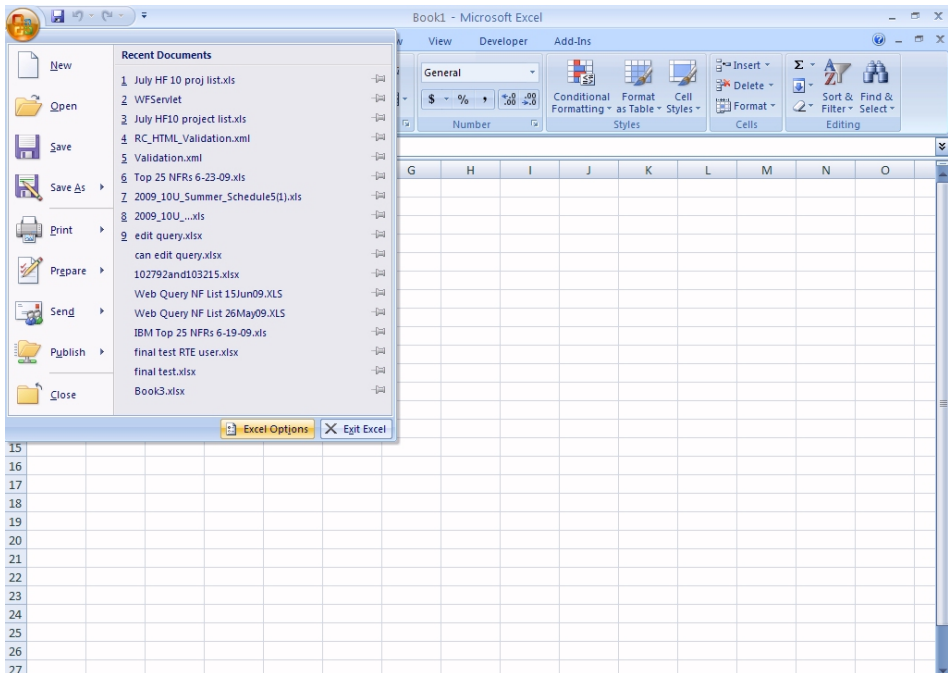 Book1 - Microsoft Excel
View Developer Add-Ins
New
Open
Save
Save As
Print
Prepare
Send
Publish
Close
Recent Documents
1 July HF 10 proj list.xls
2 WFServlet
3 July HF10 project list.xls
4 RC_HTML_Validation.xml
5 Validation.xml
6 Top 25 NFRs 6-23-09.xls
7 2009_10U_Summer_Schedule5(1).xls
8 2009_10U_...xls
9 edit query.xlsx
can edit query.xlsx
102792and103215.xlsx
Web Query NF List 15Jun09.XLS
Web Query NF List 26May09.XLS
IBM Top 25 NFRs 6-19-09.xls
final test RTE user.xlsx
final test.xlsx
Book3.xlsx
Excel Options
Exit Excel
General
$ % ,
Number
Conditional Formatting
Format as Table
Cell Styles
Styles
Insert
Delete
Format
Cells
Σ
Sort & Filter
Find & Select
Editing
G H I J K L M N O
15
16
17
18
19
20
21
22
23
24
25
26
27